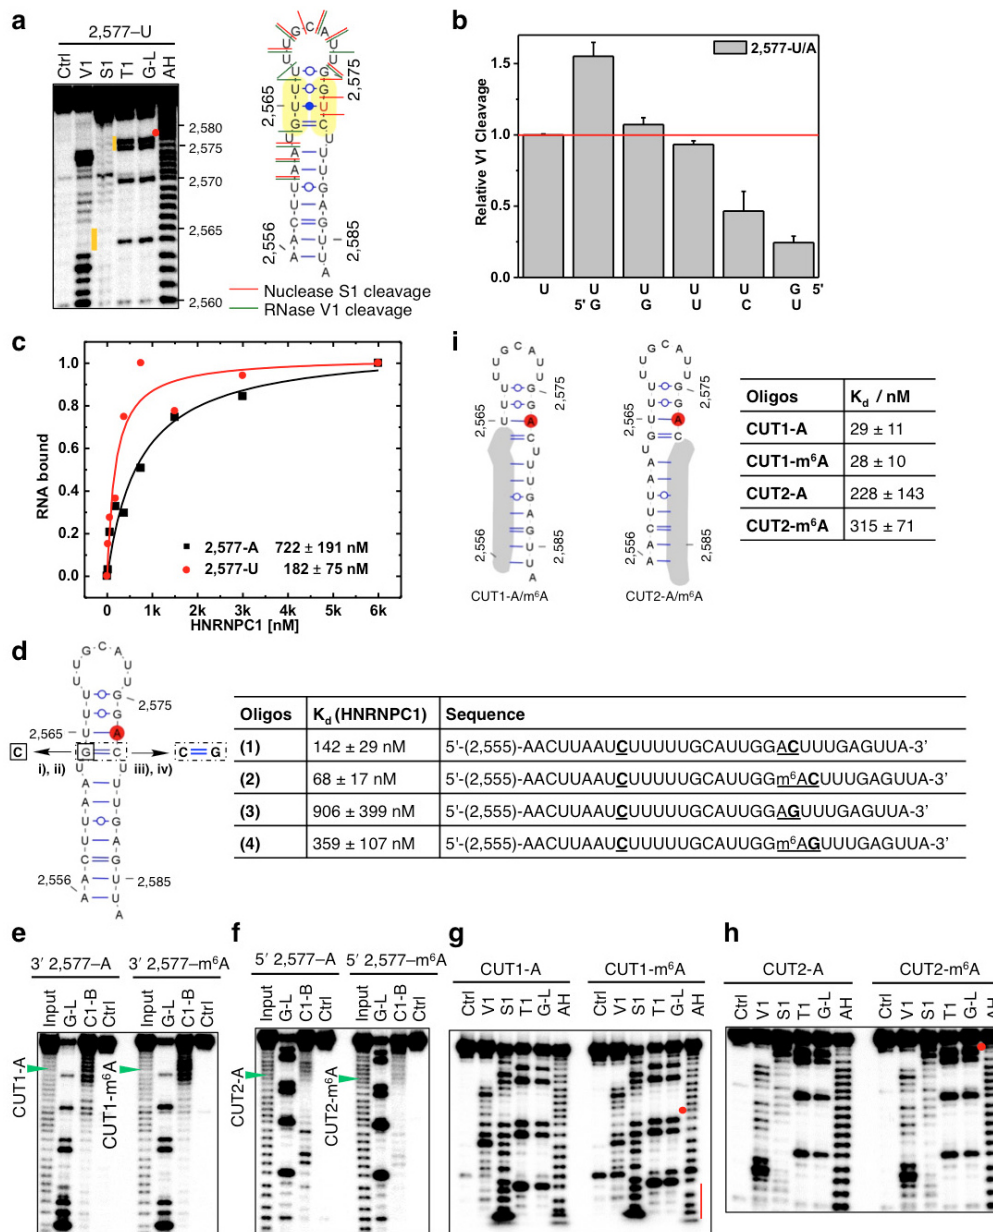 a
2,577–U
Ctrl
V1
S1
T1
G-L
AH
2,580
2,575
2,570
2,565
2,560
2,575
2,565
2,556
2,585
Nuclease S1 cleavage
RNase V1 cleavage
b
2,577-U/A
Relative V1 Cleavage
1.5
1.0
0.5
0.0
U U U U U G 5'
5' G G U C U
c
RNA bound
1.0
0.8
0.6
0.4
0.2
0.0
2,577-A 722 ± 191 nM
2,577-U 182 ± 75 nM
0 1k 2k 3k 4k 5k 6k
HNRNPC1 [nM]
i
2,575
2,565
2,556
2,585
CUT1-A/m⁶A
2,575
2,565
2,556
2,585
CUT2-A/m⁶A
Oligos Kd / nM
CUT1-A 29 ± 11
CUT1-m⁶A 28 ± 10
CUT2-A 228 ± 143
CUT2-m⁶A 315 ± 71
d
2,575
2,565
C G A C C G
i), ii) iii), iv)
2,556
2,585
Oligos Kd (HNRNPC1) Sequence
(1) 142 ± 29 nM 5'-(2,555)-AACUUAAUCUUUUUGCAUUGGACUUUGAGUUA-3'
(2) 68 ± 17 nM 5'-(2,555)-AACUUAAUCUUUUUGCAUUGGm⁶ACUUUGAGUUA-3'
(3) 906 ± 399 nM 5'-(2,555)-AACUUAAUCUUUUUGCAUUGGAGUUUGAGUUA-3'
(4) 359 ± 107 nM 5'-(2,555)-AACUUAAUCUUUUUGCAUUGGm⁶AGUUUGAGUUA-3'
e
3′ 2,577–A 3′ 2,577–m⁶A
Input G-L C1-B Ctrl Input G-L C1-B Ctrl
CUT1-A
CUT1-m⁶A
f
5′ 2,577–A 5′ 2,577–m⁶A
Input G-L C1-B Ctrl Input G-L C1-B Ctrl
CUT2-A
CUT2-m⁶A
g
CUT1-A CUT1-m⁶A
Ctrl V1 S1 T1 G-L AH Ctrl V1 S1 T1 G-L AH
h
CUT2-A CUT2-m⁶A
Ctrl V1 S1 T1 G-L AH Ctrl V1 S1 T1 G-L AH